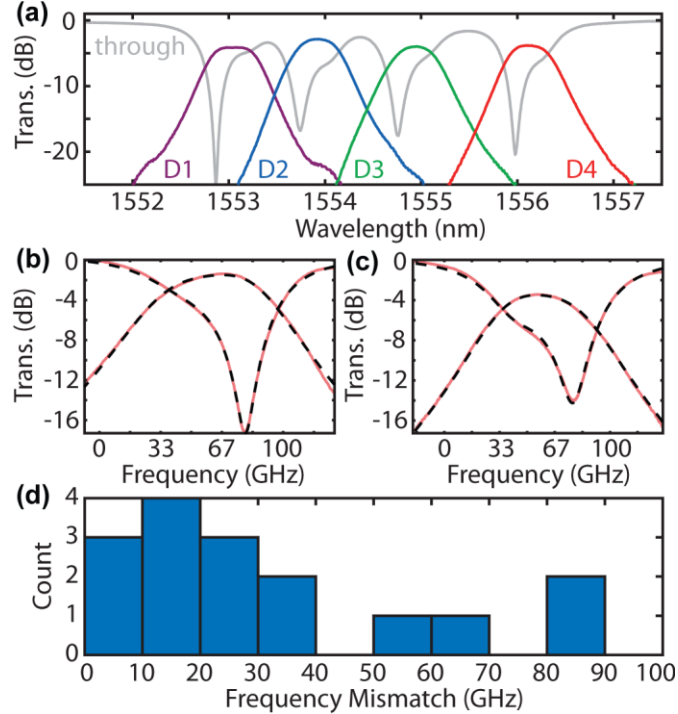 (a)
0
-10
-20
Trans. (dB)
through
D1
D2
D3
D4
1552
1553
1554
1555
1556
1557
Wavelength (nm)
(b)
0
-4
-8
-12
-16
Trans. (dB)
0
33
67
100
Frequency (GHz)
(c)
0
-4
-8
-12
-16
Trans. (dB)
0
33
67
100
Frequency (GHz)
(d)
4
3
2
1
0
Count
0
10
20
30
40
50
60
70
80
90
100
Frequency Mismatch (GHz)